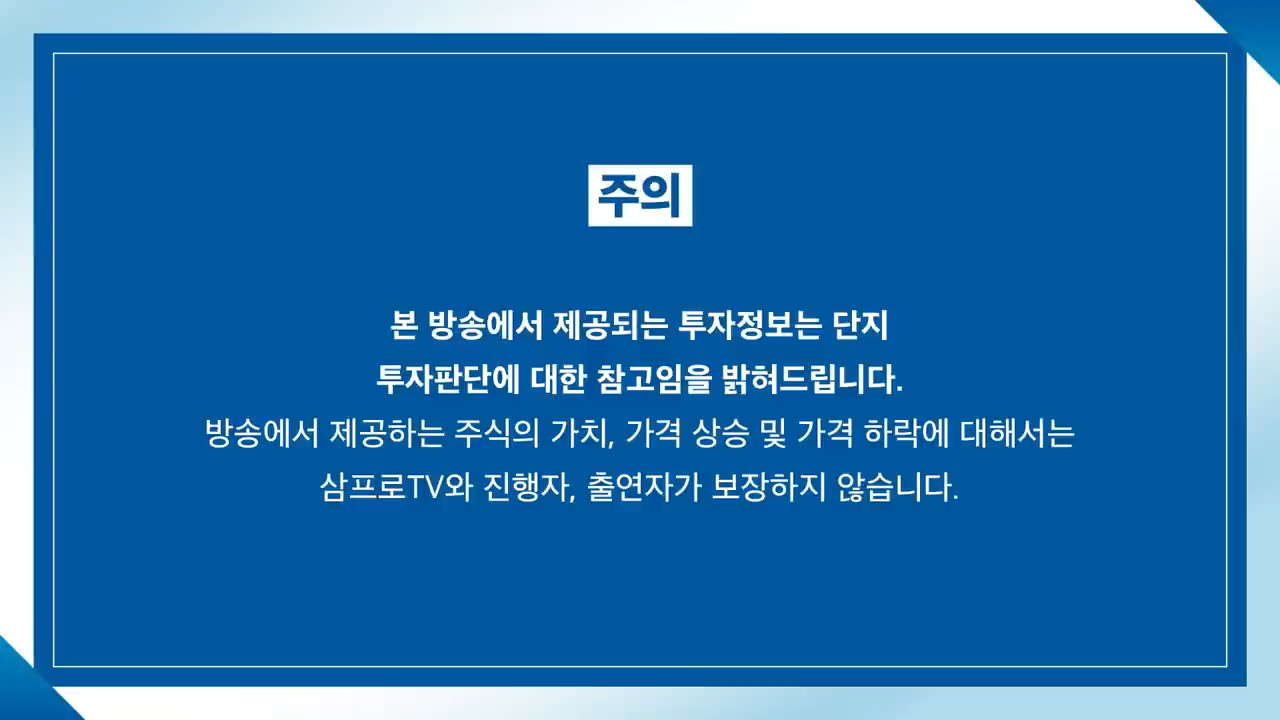 주의
본 방송에서 제공되는 투자정보는 단지
투자판단에 대한 참고임을 밝혀드립니다.
방송에서 제공하는 주식의 가치, 가격 상승 및 가격 하락에 대해서는
삼프로TV와 진행자, 출연자가 보장하지 않습니다.